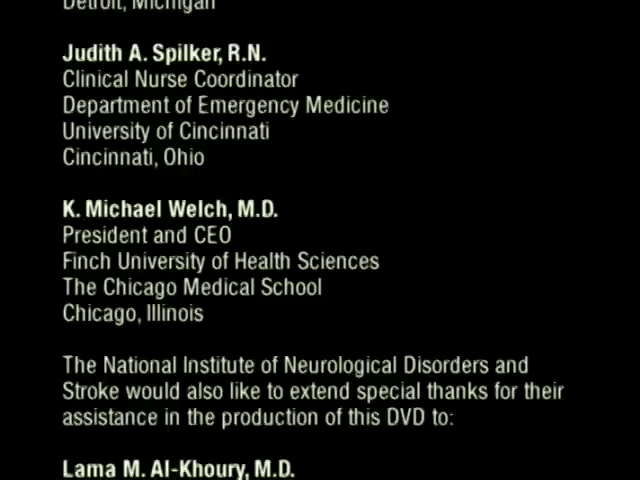 Detroit, Michigan
Judith A. Spilker, R.N.
Clinical Nurse Coordinator
Department of Emergency Medicine
University of Cincinnati
Cincinnati, Ohio
K. Michael Welch, M.D.
President and CEO
Finch University of Health Sciences
The Chicago Medical School
Chicago, Illinois
The National Institute of Neurological Disorders and
Stroke would also like to extend special thanks for their
assistance in the production of this DVD to:
Lama M. Al-Khoury, M.D.